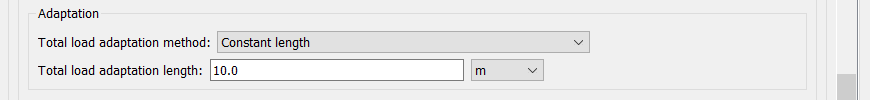 Adaptation
Total load adaptation method: Constant length
Total load adaptation length: 10.0 m